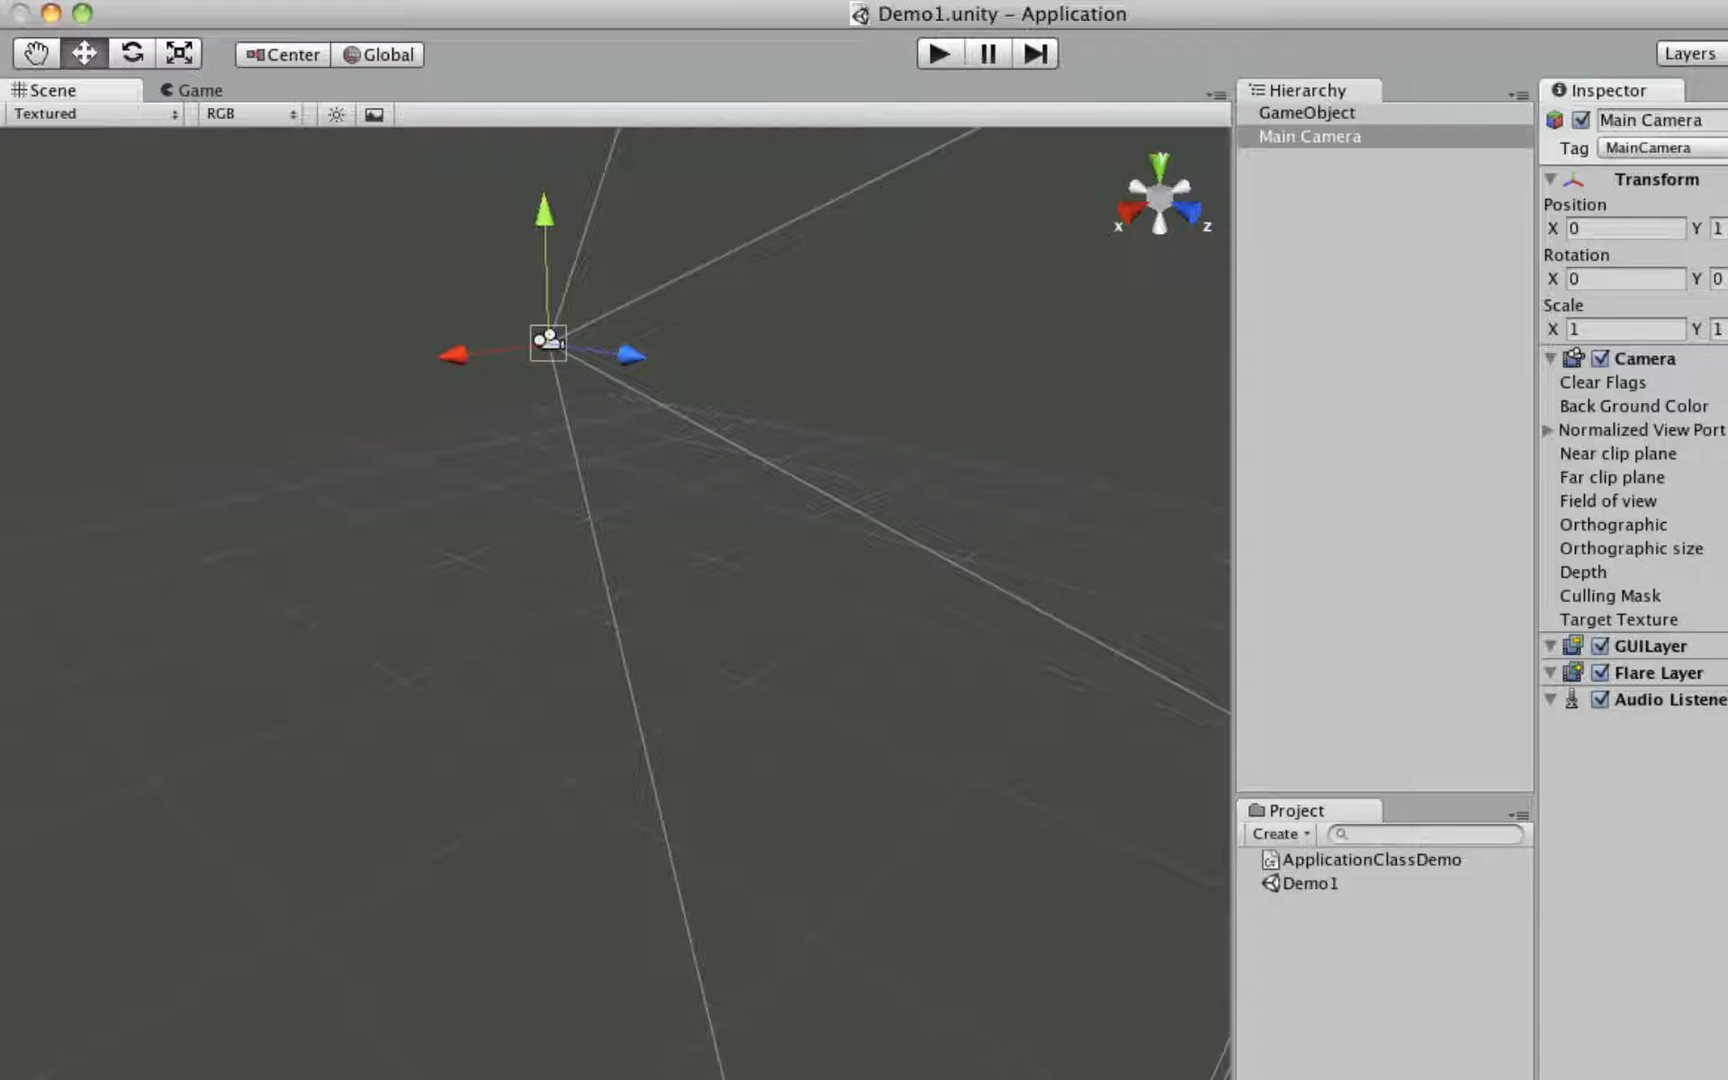 Demo1.unity – Application
Center Global Layers
Scene Game
Textured RGB
x y z
Hierarchy
GameObject
Main Camera
Project
Create
ApplicationClassDemo
Demo1
Inspector
Main Camera
Tag MainCamera
Transform
Position
X 0 Y 1
Rotation
X 0 Y 0
Scale
X 1 Y 1
Camera
Clear Flags
Back Ground Color
Normalized View Port
Near clip plane
Far clip plane
Field of view
Orthographic
Orthographic size
Depth
Culling Mask
Target Texture
GUILayer
Flare Layer
Audio Listene